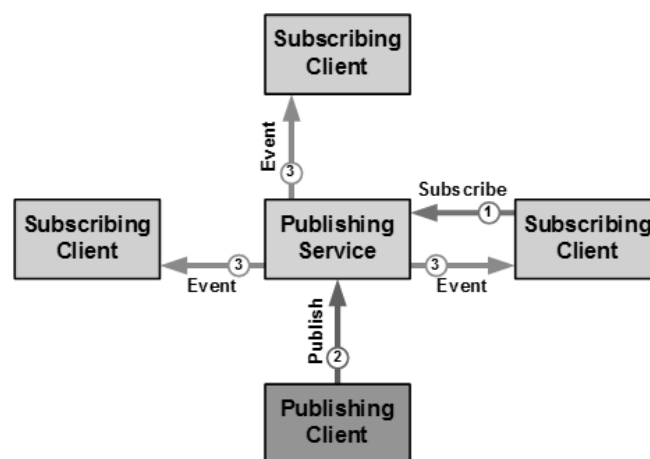 Subscribing
Client
Event
3
Subscribe
1
Subscribing
Client
Publishing
Service
Subscribing
Client
3
Event
3
Event
Publish
2
Publishing
Client